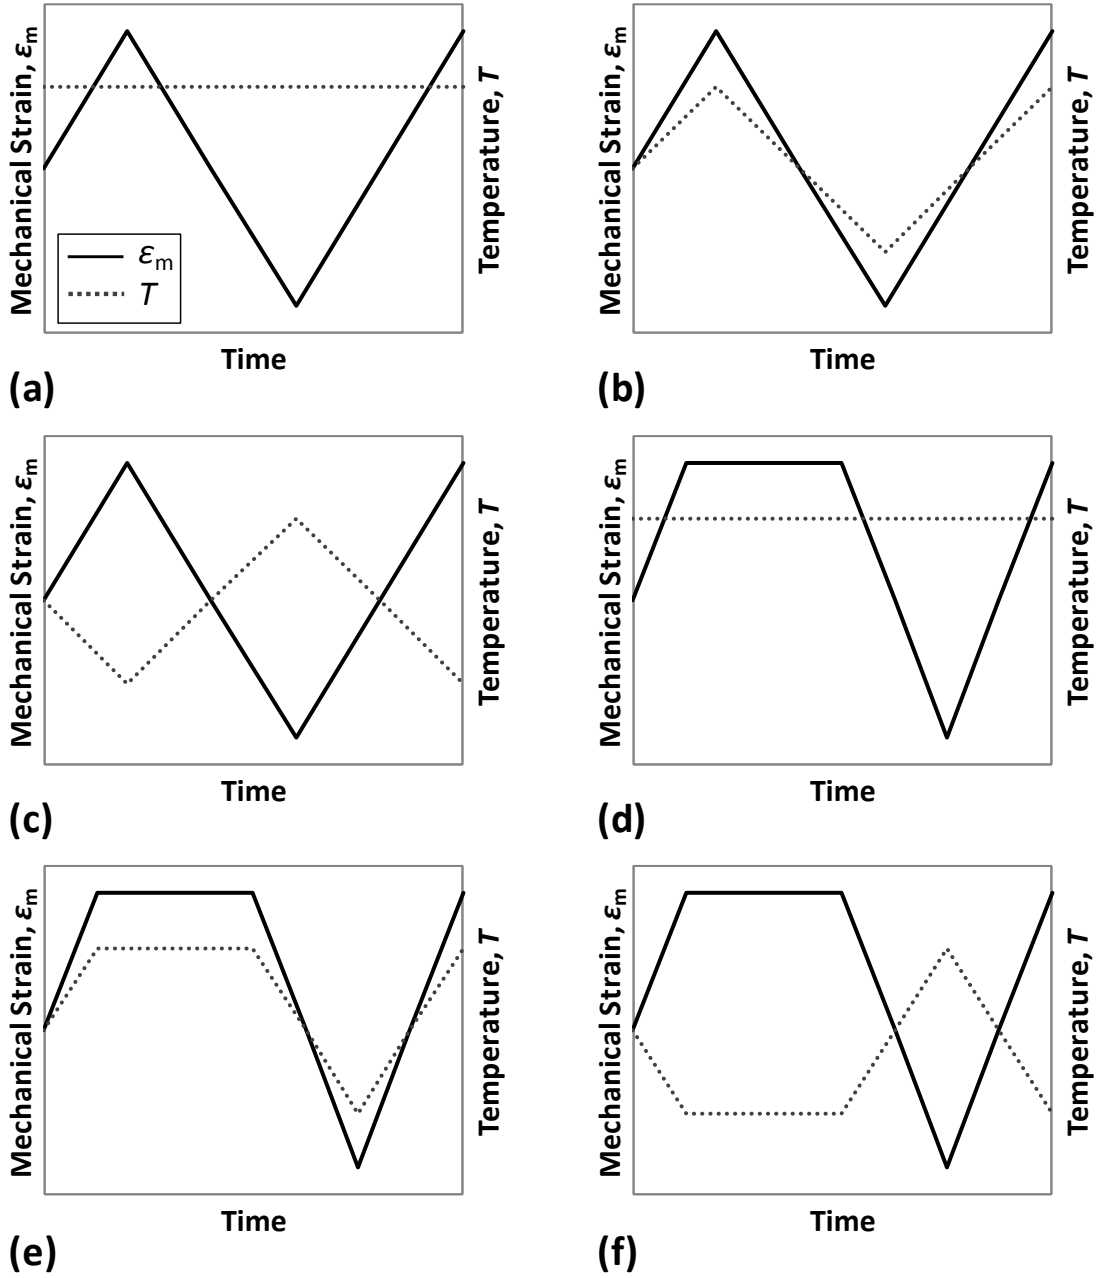 Mechanical Strain, εm
Temperature, T
εm
T
Time
(a)
Mechanical Strain, εm
Temperature, T
Time
(b)
Mechanical Strain, εm
Temperature, T
Time
(c)
Mechanical Strain, εm
Temperature, T
Time
(d)
Mechanical Strain, εm
Temperature, T
Time
(e)
Mechanical Strain, εm
Temperature, T
Time
(f)